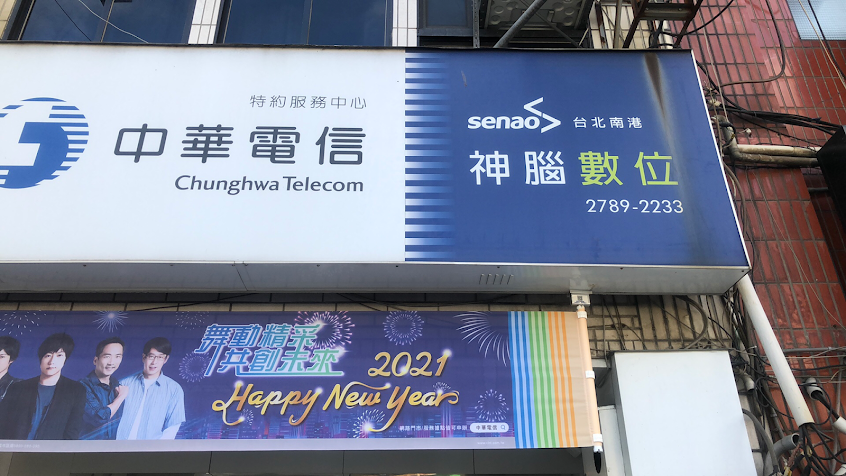 特約服務中心
中華電信
Chunghwa Telecom
senao 台北南港
神腦數位
2789-2233
舞動精采
共創未來
2021
Happy New Year
中華電信